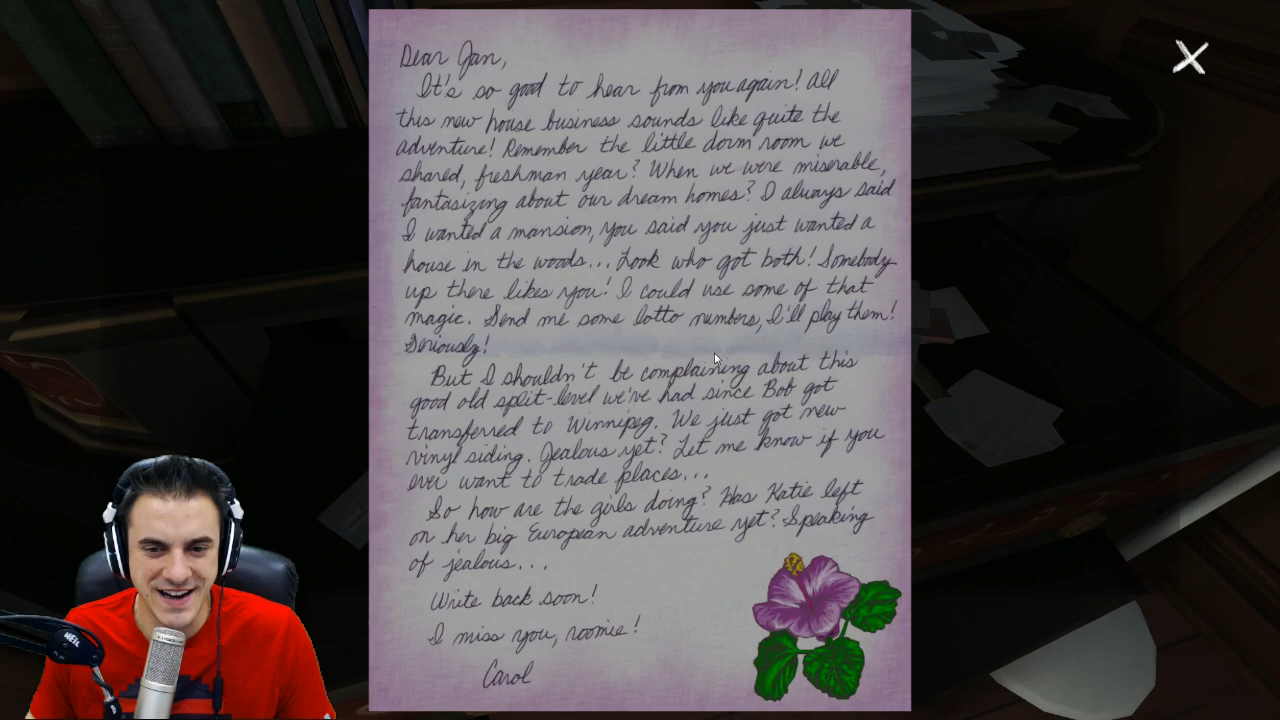 Dear Jan,
It's so good to hear from you again! All
this new house business sounds like quite the
adventure! Remember the little dorm room we
shared, freshman year? When we were miserable,
fantasizing about our dream homes? I always said
I wanted a mansion, you said you just wanted a
house in the woods... Look who got both! Somebody
up there likes you! I could use some of that
magic. Send me some lotto numbers, I'll play them!
Seriously!
But I shouldn't be complaining about this
good old split-level we've had since Bob got
transferred to Winnipeg. We just got new
vinyl siding. Jealous yet? Let me know if you
ever want to trade places...
So how are the girls doing? Has Katie left
on her big European adventure yet? Speaking
of jealous...
Write back soon!
I miss you, roomie!
Carol